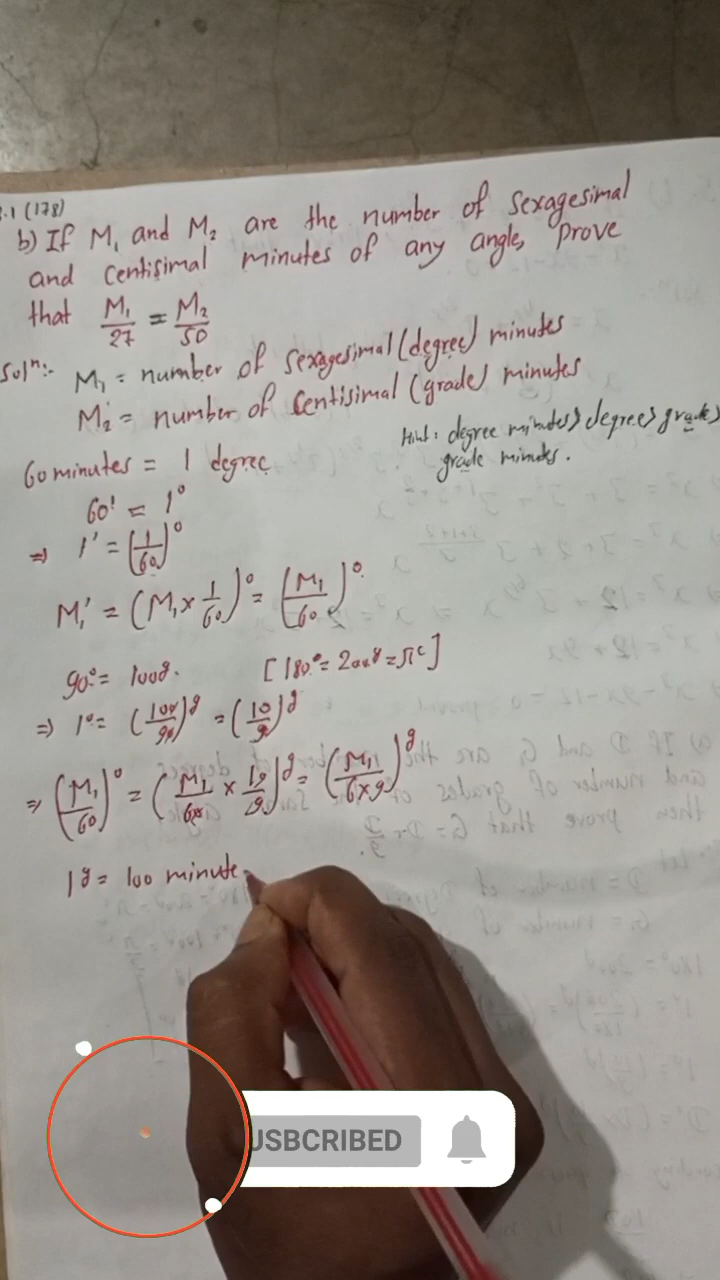 .1 (178)
b) If M₁ and M₂ are the number of sexagesimal
and centisimal minutes of any angle, prove
that M₁/27 = M₂/50
Solⁿ:- M₁ = number of sexagesimal (degree) minutes
M₂ = number of centisimal (grade) minutes
Hint: degree minutes > degree > grade >
grade minutes.
60 minutes = 1 degree
60' = 1°
⇒ 1' = (1/60)°
M₁' = (M₁ × 1/60)° = (M₁/60)°
90° = 100g. [180° = 200g = πc]
⇒ 1° = (100/90)g = (10/9)g
⇒ (M₁/60)° = (M₁/60 × 10/9)g = (M₁/6×9)g
1g = 100 minute
USBCRIBED